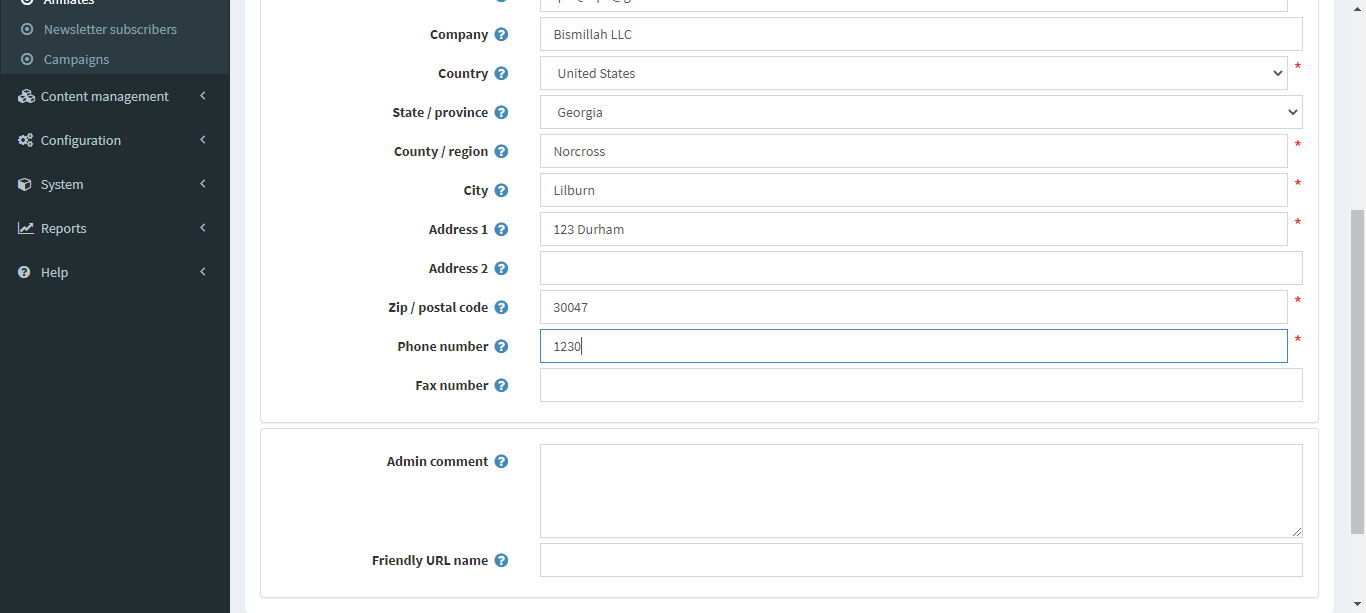 Affiliates
Newsletter subscribers
Campaigns
Content management
Configuration
System
Reports
Help
Company Bismillah LLC
Country United States *
State / province Georgia
County / region Norcross *
City Lilburn *
Address 1 123 Durham *
Address 2
Zip / postal code 30047 *
Phone number 1230 *
Fax number
Admin comment
Friendly URL name